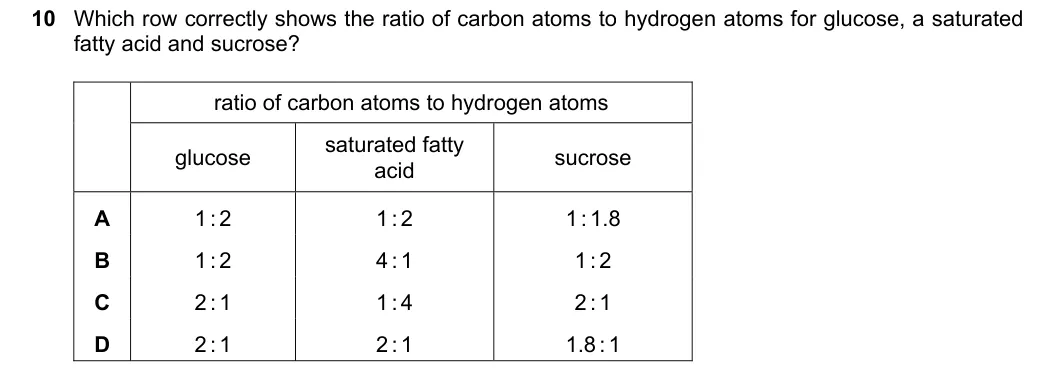 10 Which row correctly shows the ratio of carbon atoms to hydrogen atoms for glucose, a saturated
fatty acid and sucrose?
ratio of carbon atoms to hydrogen atoms
glucose saturated fatty acid sucrose
A 1:2 1:2 1:1.8
B 1:2 4:1 1:2
C 2:1 1:4 2:1
D 2:1 2:1 1.8:1